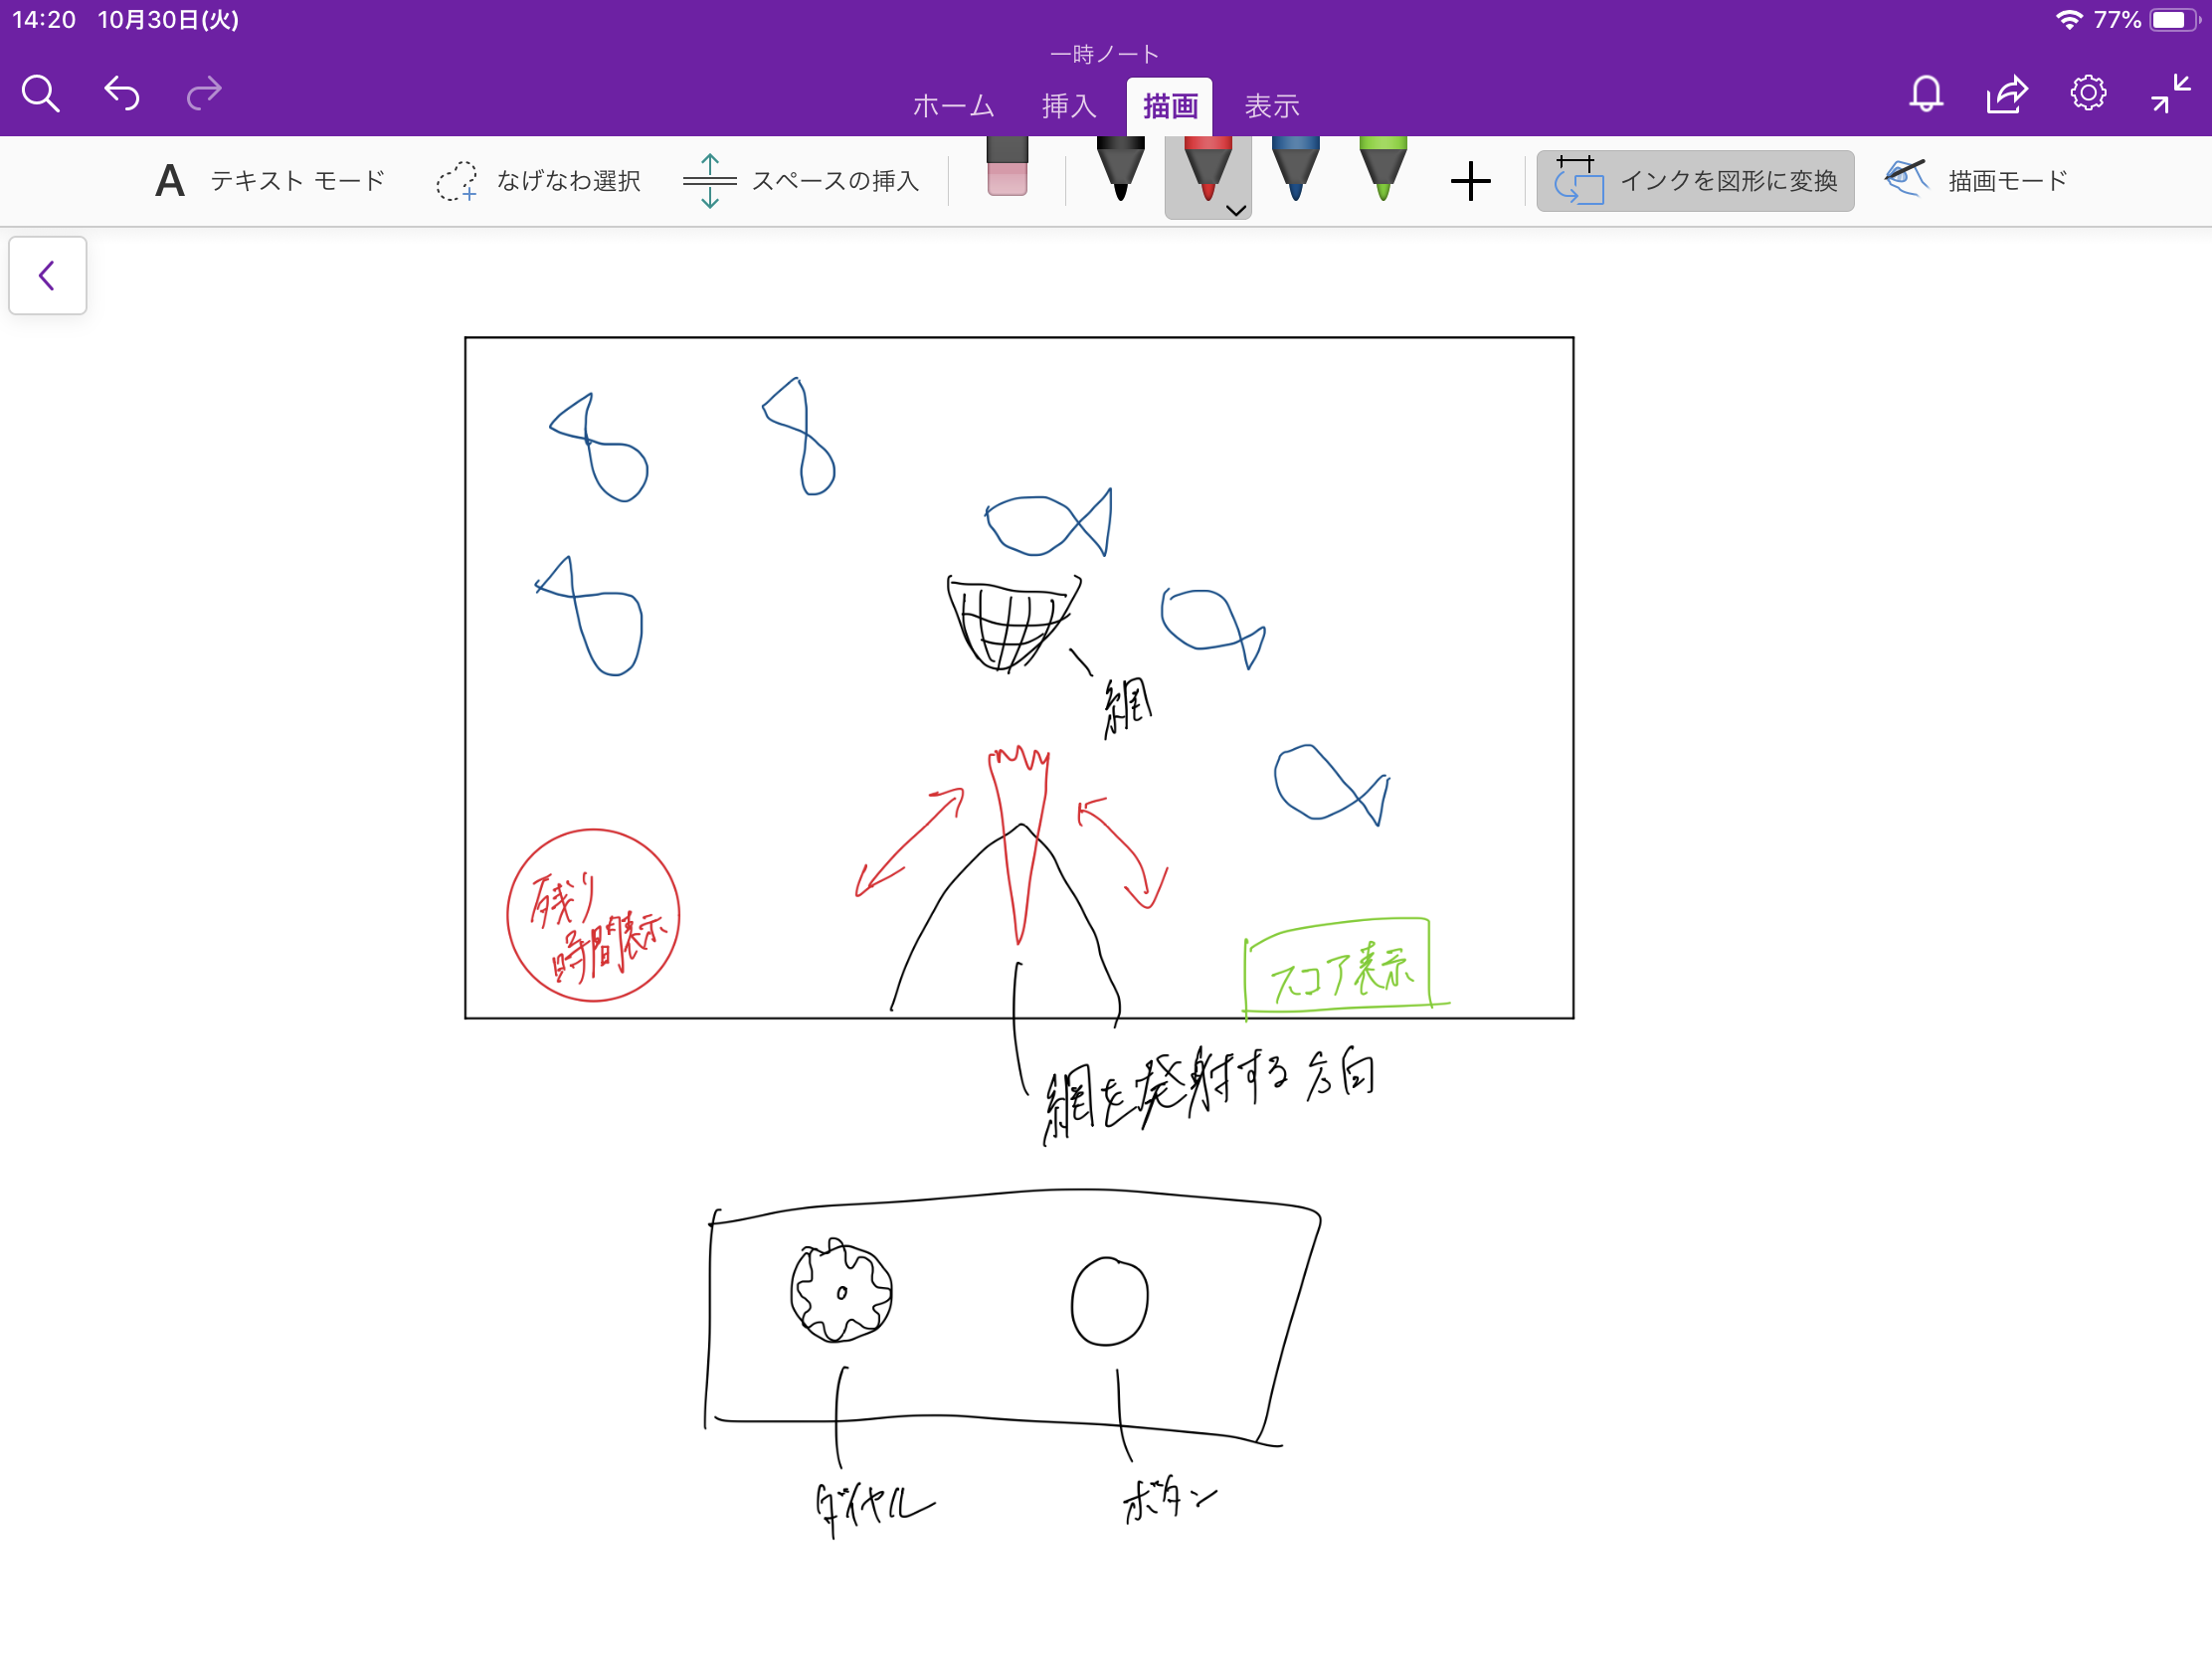 14:20 10月30日(火)
77%
一時ノート
ホーム 挿入 描画 表示
A テキスト モード なげなわ選択 スペースの挿入 インクを図形に変換 描画モード
網
残り
時間表示
スコア表示
網を発射する方向
ダイヤル
ボタン